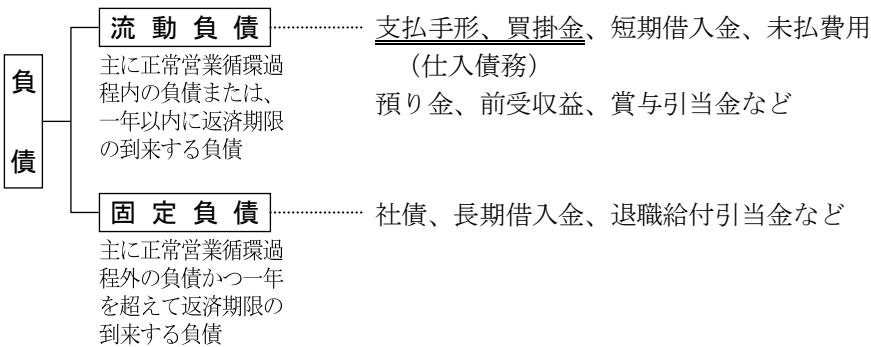 負債
流動負債
支払手形、買掛金、短期借入金、未払費用
（仕入債務）
預り金、前受収益、賞与引当金など
主に正常営業循環過
程内の負債または、
一年以内に返済期限
の到来する負債
固定負債
社債、長期借入金、退職給付引当金など
主に正常営業循環過
程外の負債かつ一年
を超えて返済期限の
到来する負債